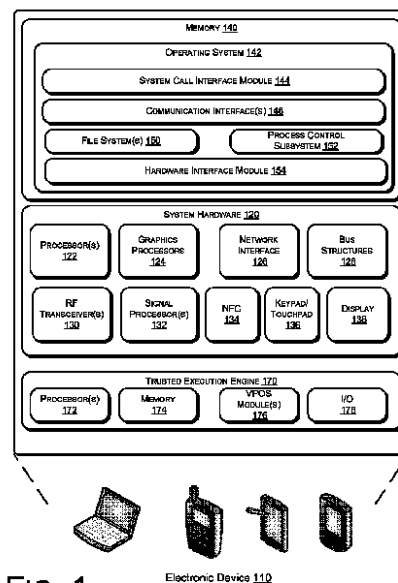 MEMORY 140
OPERATING SYSTEM 142
SYSTEM CALL INTERFACE MODULE 144
COMMUNICATION INTERFACE(S) 146
FILE SYSTEM(S) 150
PROCESS CONTROL
SUBSYSTEM 152
HARDWARE INTERFACE MODULE 154
SYSTEM HARDWARE 120
PROCESSOR(S)
122
GRAPHICS
PROCESSORS
124
NETWORK
INTERFACE
126
BUS
STRUCTURES
128
RF
TRANSCEIVER(S)
130
SIGNAL
PROCESSOR(S)
132
NFC
134
KEYPAD/
TOUCHPAD
136
DISPLAY
138
TRUSTED EXECUTION ENGINE 170
PROCESSOR(S)
172
MEMORY
174
VPOS
MODULE(S)
176
I/O
178
FIG. 1
Electronic Device 110